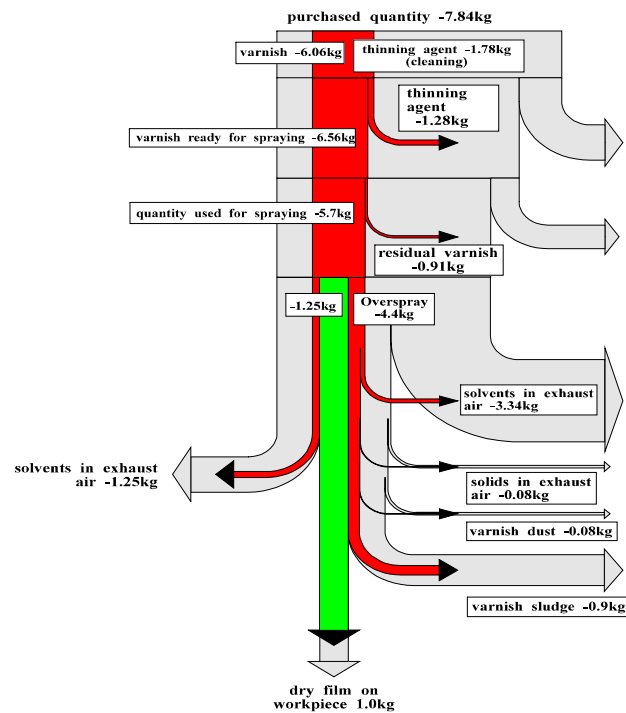 purchased quantity -7.84kg
varnish -6.06kg
thinning agent -1.78kg
(cleaning)
thinning
agent
-1.28kg
varnish ready for spraying -6.56kg
quantity used for spraying -5.7kg
residual varnish
-0.91kg
-1.25kg
Overspray
-4.4kg
solvents in exhaust
air -3.34kg
solvents in exhaust
air -1.25kg
solids in exhaust
air -0.08kg
varnish dust -0.08kg
varnish sludge -0.9kg
dry film on
workpiece 1.0kg